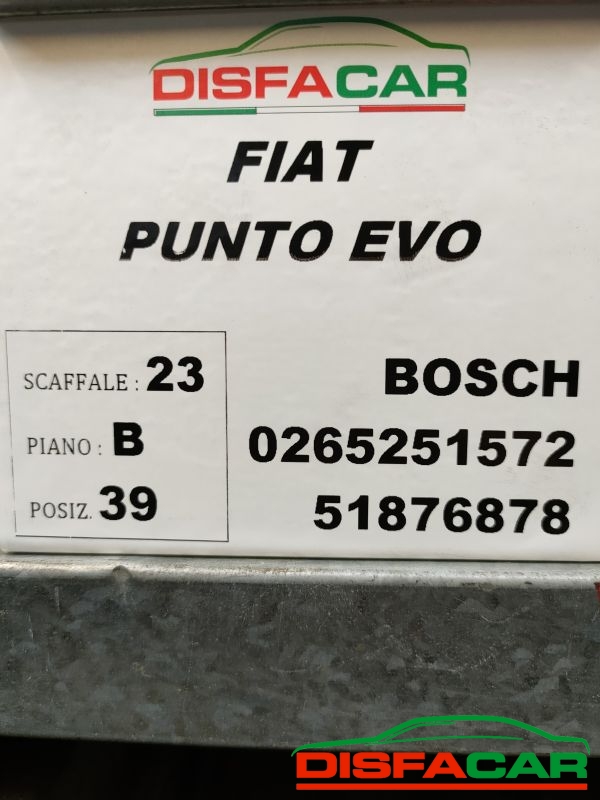 DISFACAR
FIAT
PUNTO EVO
SCAFFALE : 23
PIANO : B
POSIZ. 39
BOSCH
0265251572
51876878
DISFACAR